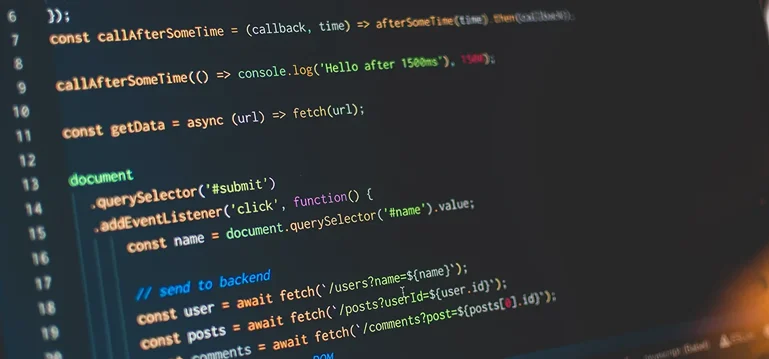 6 });
7 const callAfterSomeTime = (callback, time) => afterSomeTime(time).then(callback);
8
9 callAfterSomeTime(() => console.log('Hello after 1500ms'), 1500);
10
11 const getData = async (url) => fetch(url);
12
13 document
14 .querySelector('#submit')
15 .addEventListener('click', function() {
16 const name = document.querySelector('#name').value;
17
18 // send to backend
19 const user = await fetch(`/users?name=${name}`);
const posts = await fetch(`/posts?userId=${user.id}`);
comments = await fetch(`/comments?post=${posts[0].id}`);
DOM